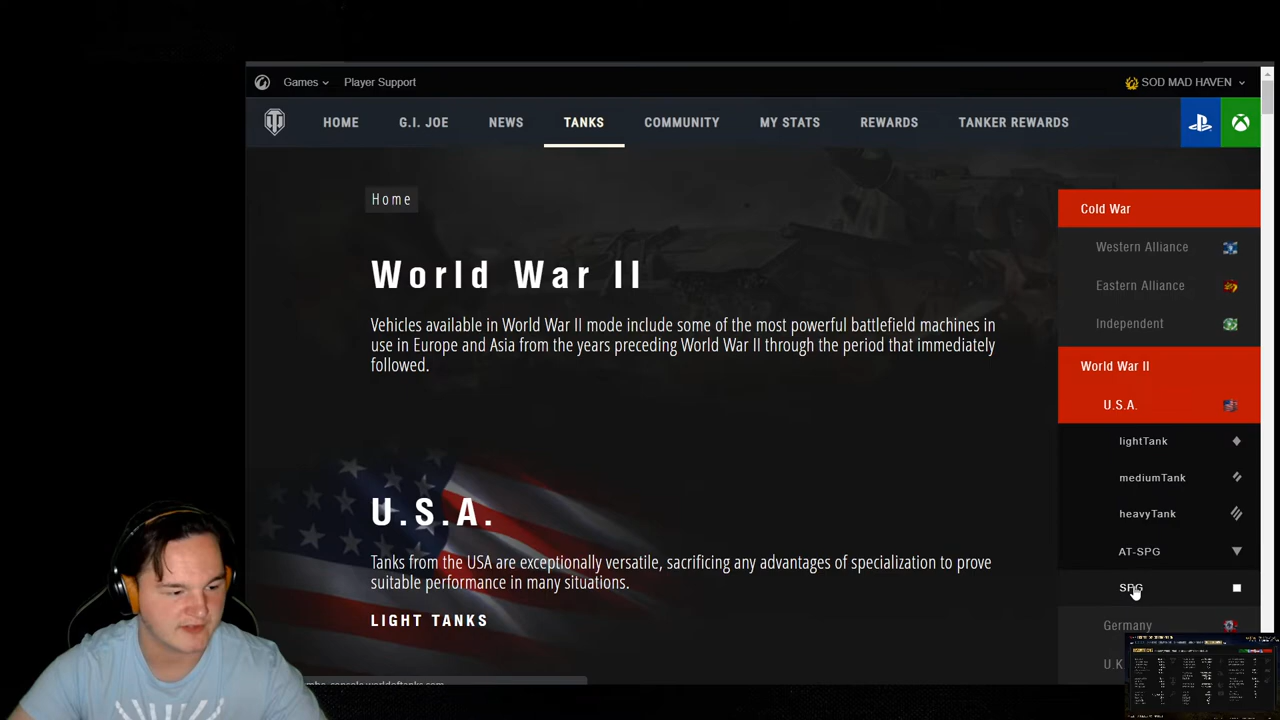 Games
Player Support
SOD MAD HAVEN
HOME
G.I. JOE
NEWS
TANKS
COMMUNITY
MY STATS
REWARDS
TANKER REWARDS
Home
World War II
Vehicles available in World War II mode include some of the most powerful battlefield machines in
use in Europe and Asia from the years preceding World War II through the period that immediately
followed.
U.S.A.
Tanks from the USA are exceptionally versatile, sacrificing any advantages of specialization to prove
suitable performance in many situations.
LIGHT TANKS
Cold War
Western Alliance
Eastern Alliance
Independent
World War II
U.S.A.
lightTank
mediumTank
heavyTank
AT-SPG
SPG
Germany
U.K